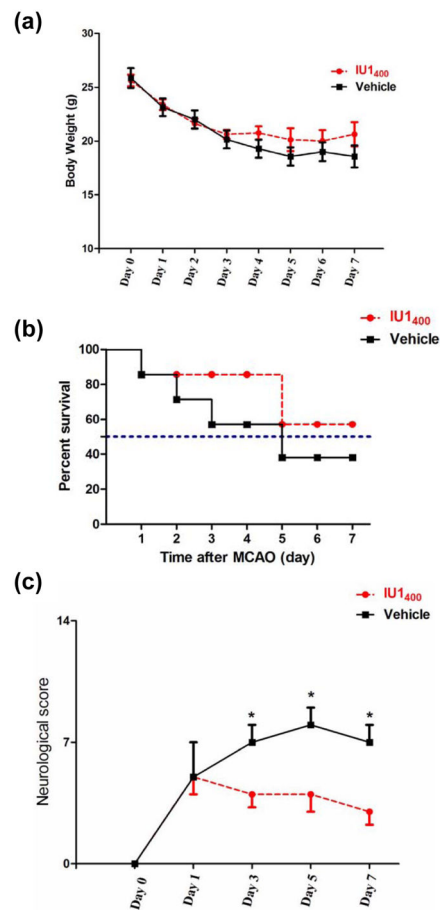 (a)
30
25
20
15
10
Body Weight (g)
IU1400
Vehicle
Day 0
Day 1
Day 2
Day 3
Day 4
Day 5
Day 6
Day 7
(b)
IU1400
Vehicle
100
80
60
40
20
0
Percent survival
1 2 3 4 5 6 7
Time after MCAO (day)
(c)
IU1400
Vehicle
14
7
0
Neurological score
*
*
*
Day 0
Day 1
Day 3
Day 5
Day 7